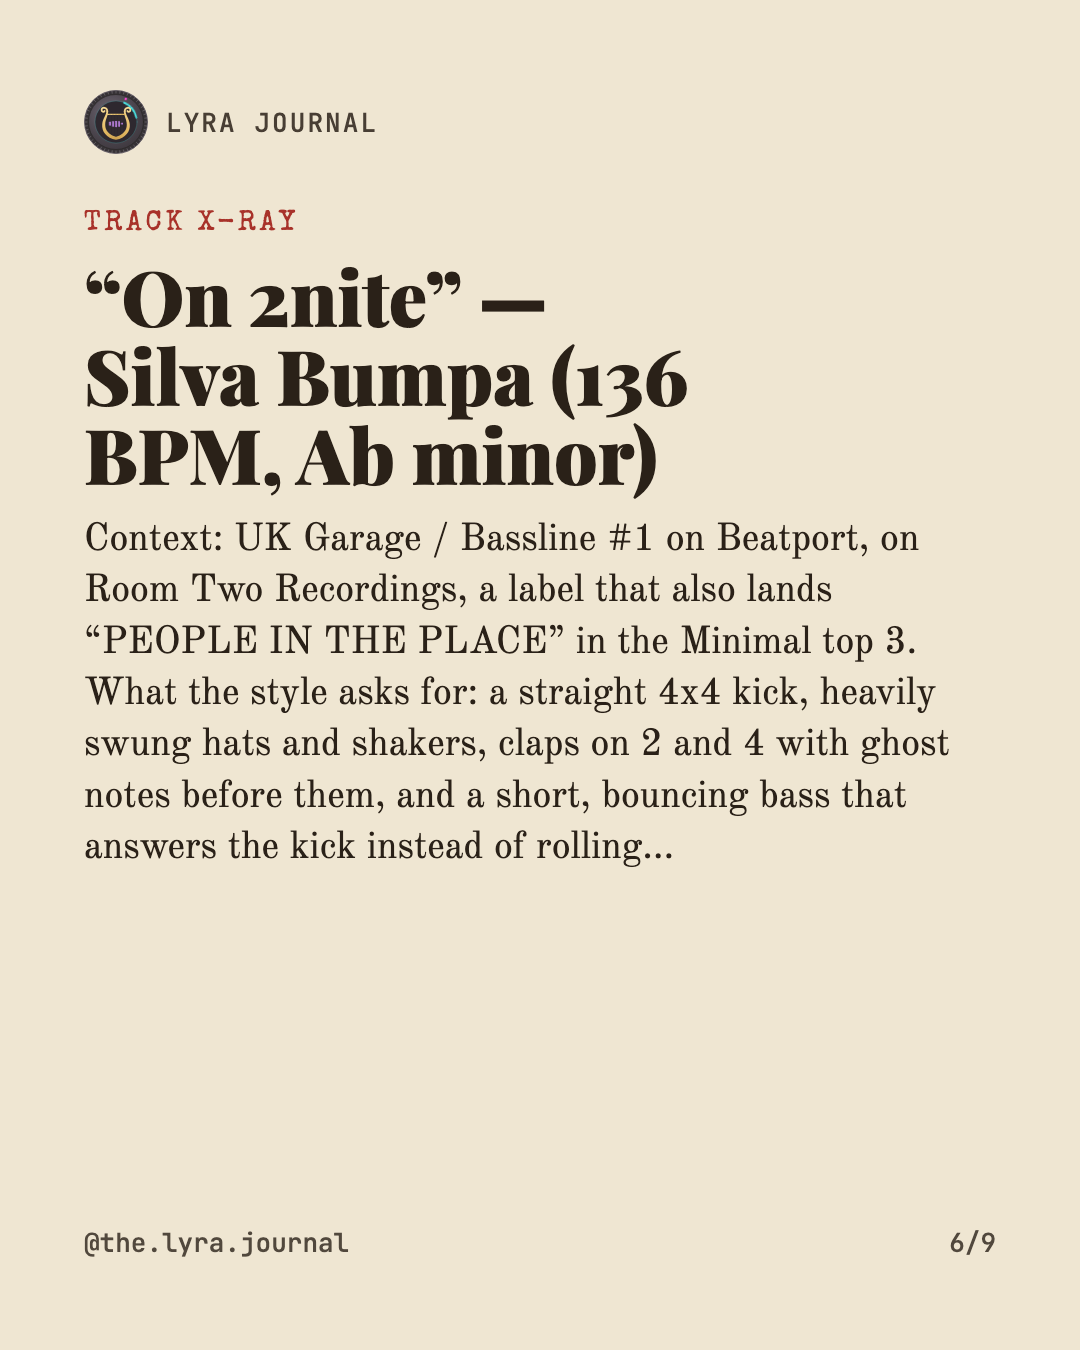 LYRA JOURNAL
TRACK X-RAY
“On 2nite” —
Silva Bumpa (136
BPM, Ab minor)
Context: UK Garage / Bassline #1 on Beatport, on
Room Two Recordings, a label that also lands
“PEOPLE IN THE PLACE” in the Minimal top 3.
What the style asks for: a straight 4x4 kick, heavily
swung hats and shakers, claps on 2 and 4 with ghost
notes before them, and a short, bouncing bass that
answers the kick instead of rolling...
@the.lyra.journal
6/9